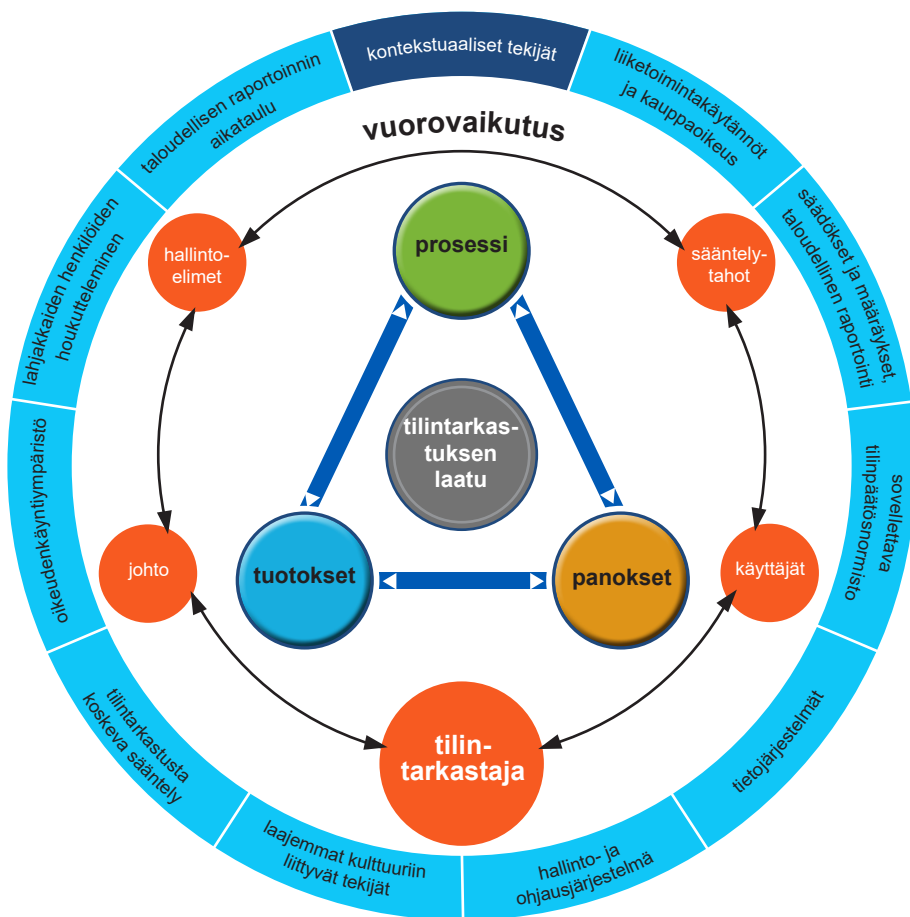 kontekstuaaliset tekijät
liiketoimintakäytännöt
ja kauppaoikeus
säädökset ja määräykset,
taloudellinen raportointi
sovellettava
tilinpäätösnormisto
tietojärjestelmät
hallinto- ja
ohjausjärjestelmä
laajemmat kulttuuriin
liittyvät tekijät
tilintarkastusta
koskeva sääntely
oikeudenkäyntiympäristö
lahjakkaiden henkilöiden
houkutteleminen
taloudellisen raportoinnin
aikataulu
vuorovaikutus
hallinto-
elimet
prosessi
sääntely-
tahot
tilintarkas-
tuksen
laatu
johto
tuotokset
panokset
käyttäjät
tilin-
tarkastaja